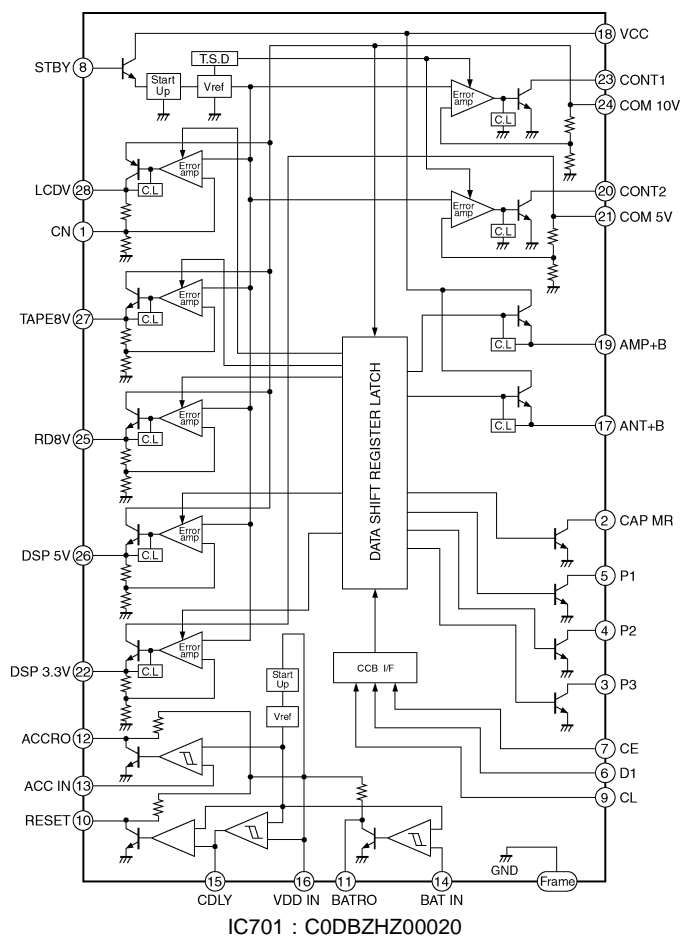 18 VCC
STBY 8
T.S.D
Start Up
Vref
Error amp
C.L
23 CONT1
24 COM 10V
Error amp
C.L
LCDV 28
CN 1
Error amp
C.L
20 CONT2
21 COM 5V
Error amp
C.L
TAPE8V 27
C.L
19 AMP+B
Error amp
C.L
RD8V 25
C.L
17 ANT+B
DATA SHIFT REGISTER LATCH
Error amp
C.L
DSP 5V 26
2 CAP MR
5 P1
4 P2
Error amp
C.L
DSP 3.3V 22
Start Up
Vref
CCB I/F
3 P3
ACCRO 12
7 CE
ACC IN 13
6 D1
RESET 10
9 CL
GND
15
16
11
14
Frame
CDLY
VDD IN
BATRO
BAT IN
IC701 : C0DBZHZ00020